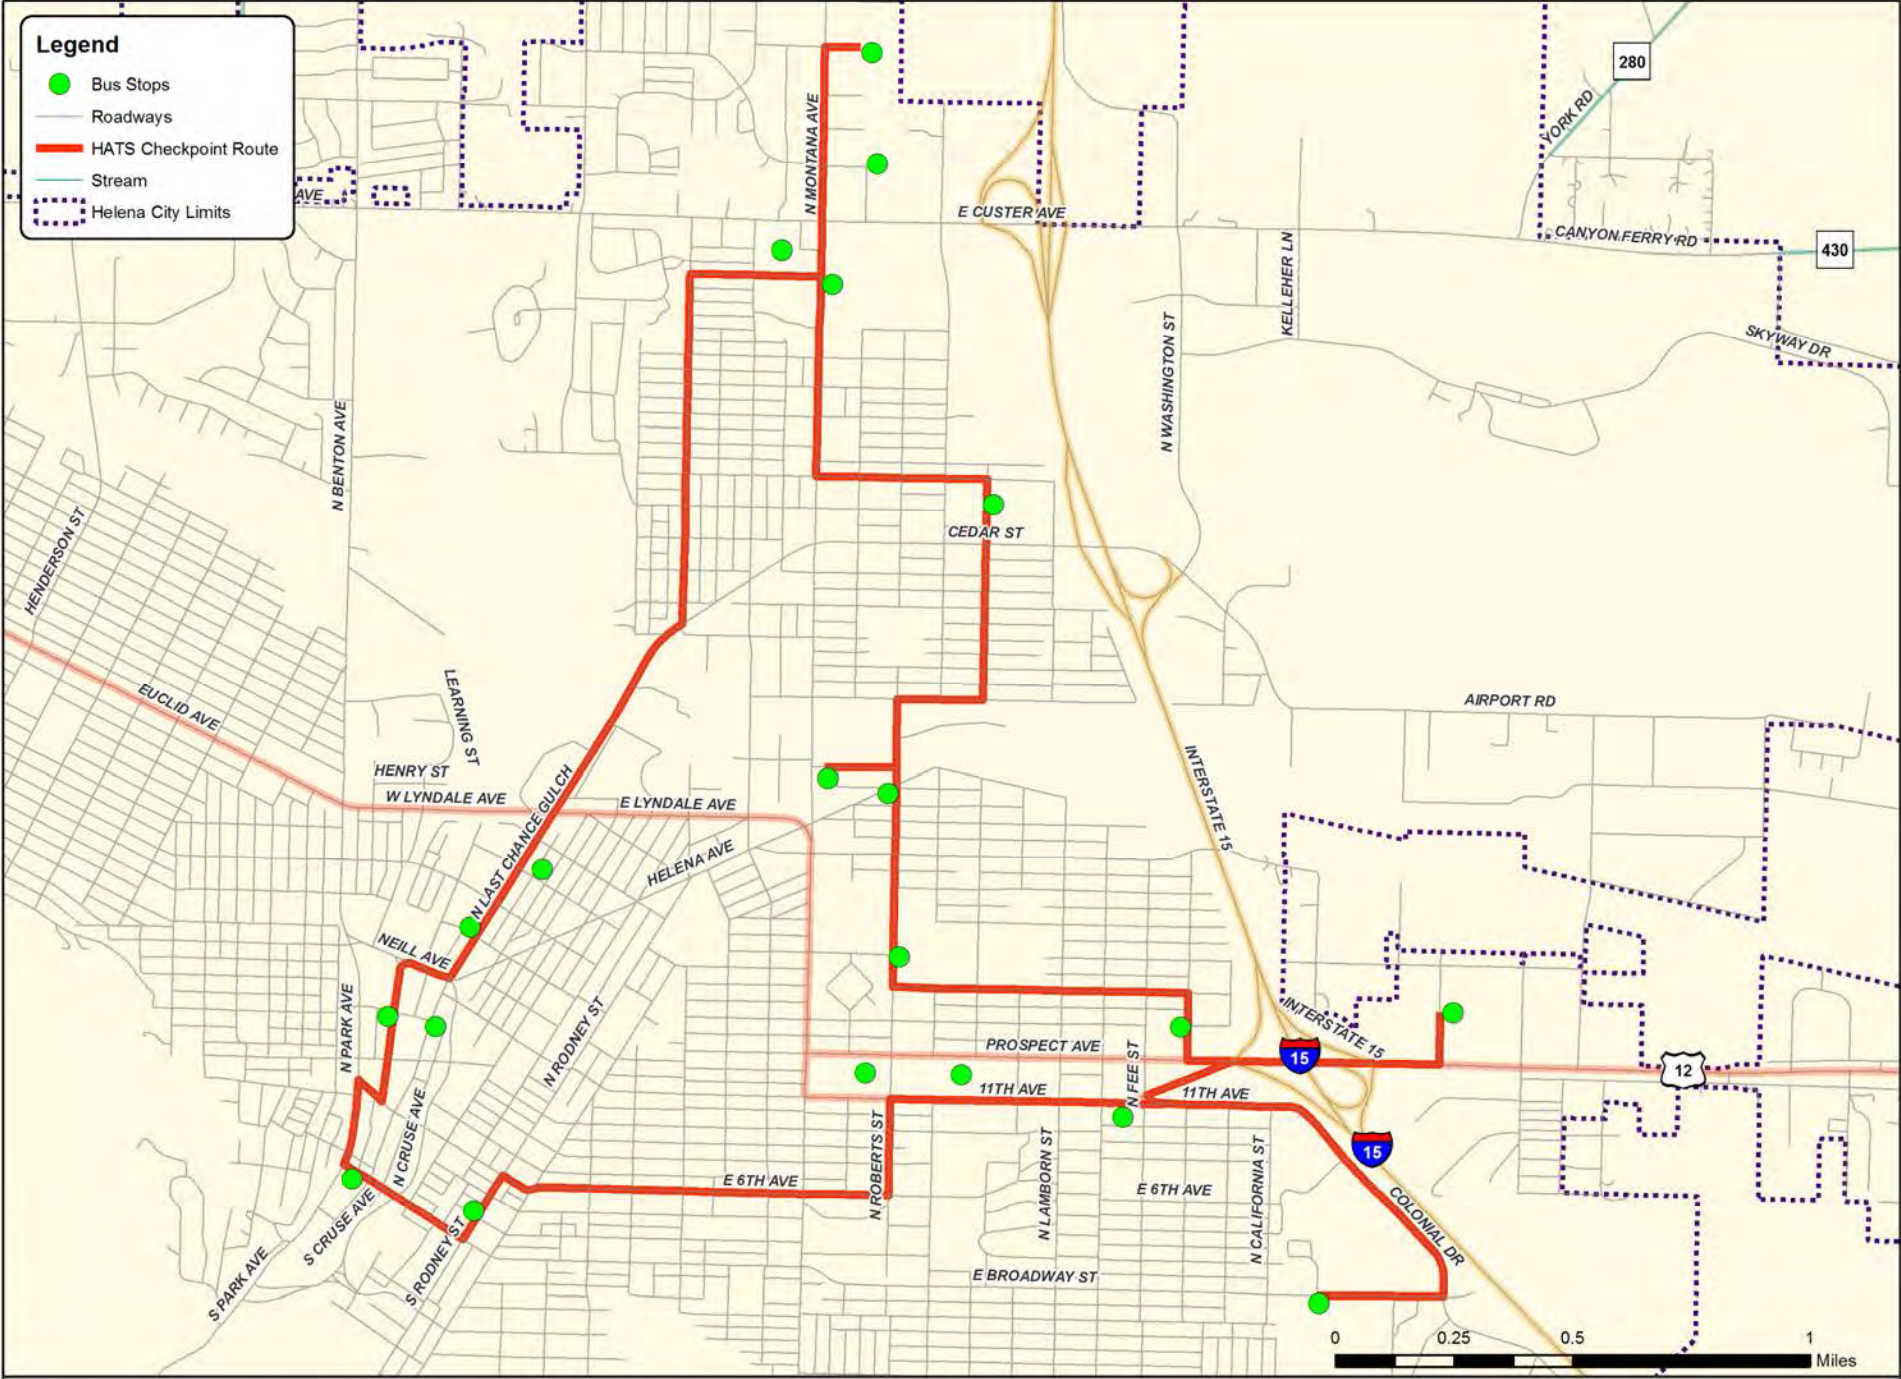 Legend
Bus Stops
Roadways
HATS Checkpoint Route
Stream
Helena City Limits
AVE
N MONTANA AVE
280
YORK RD
E CUSTER AVE
CANYON FERRY RD
430
KELLEHER LN
SKYWAY DR
N WASHINGTON ST
N BENTON AVE
HENDERSON ST
CEDAR ST
EUCLID AVE
LEARNING ST
AIRPORT RD
HENRY ST
W LYNDALE AVE
E LYNDALE AVE
INTERSTATE 15
N LAST CHANCE GULCH
HELENA AVE
NEILL AVE
N PARK AVE
N RODNEY ST
INTERSTATE 15
PROSPECT AVE
15
12
N FEE ST
11TH AVE
11TH AVE
N CRUSE AVE
N ROBERTS ST
N LAMBORN ST
N CALIFORNIA ST
15
E 6TH AVE
E 6TH AVE
COLONIAL DR
S CRUSE AVE
S PARK AVE
S RODNEY ST
E BROADWAY ST
0 0.25 0.5 1
Miles